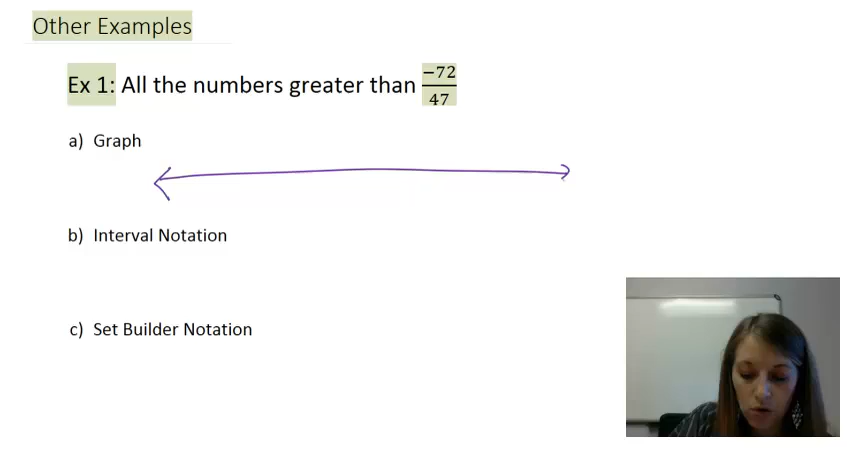 Other Examples
Ex 1: All the numbers greater than -72/47
a) Graph
b) Interval Notation
c) Set Builder Notation